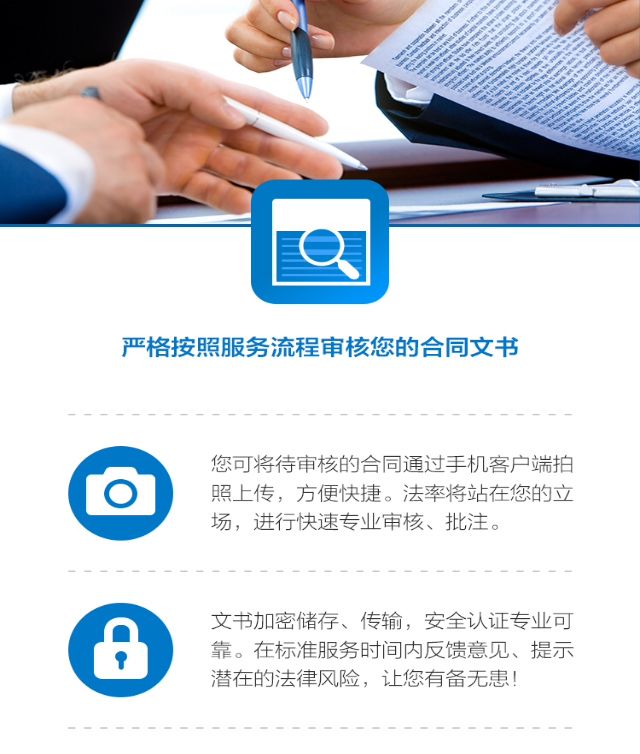 严格按照服务流程审核您的合同文书
您可将待审核的合同通过手机客户端拍
照上传，方便快捷。法率将站在您的立
场，进行快速专业审核、批注。
文书加密储存、传输，安全认证专业可
靠。在标准服务时间内反馈意见、提示
潜在的法律风险，让您有备无患！